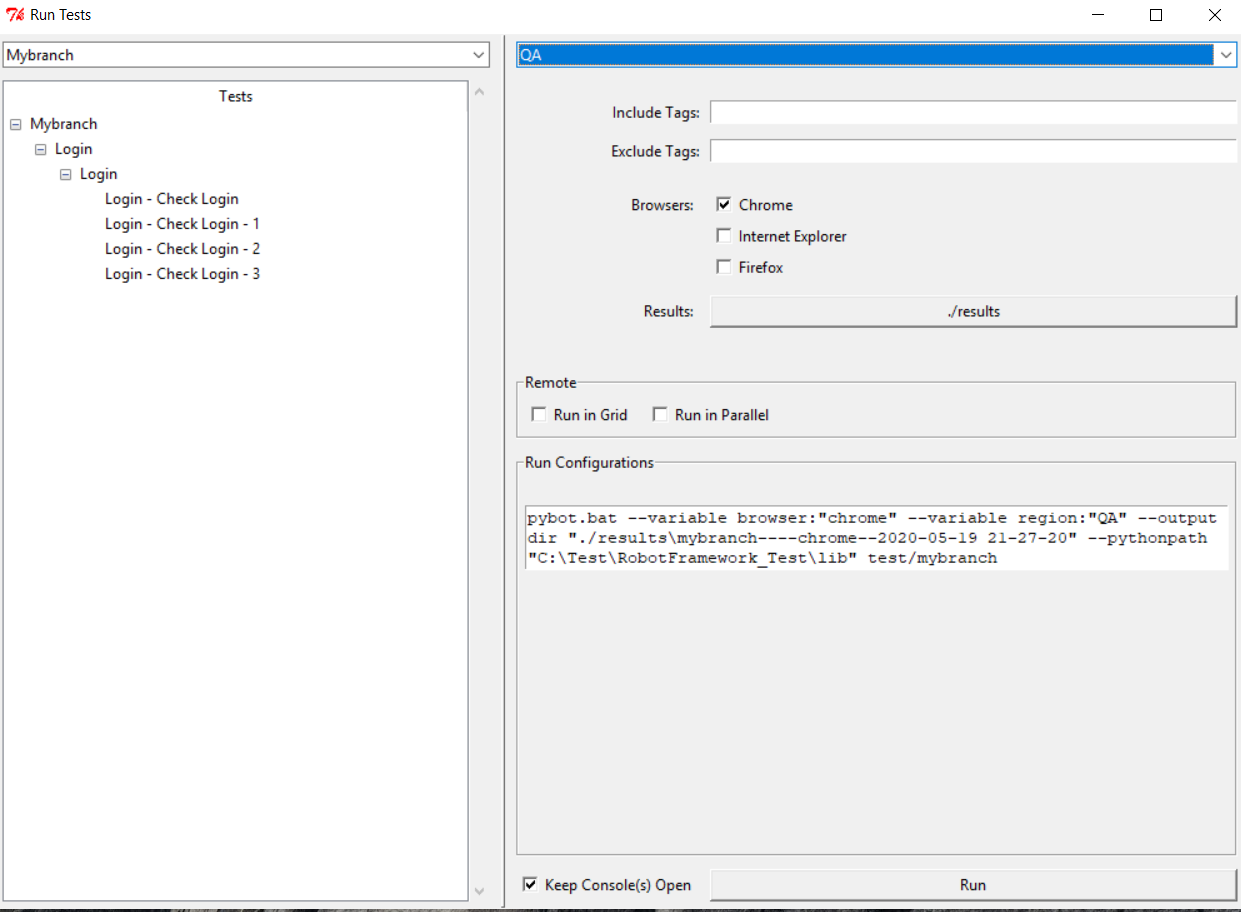 Run Tests
Mybranch
Tests
Mybranch
Login
Login
Login - Check Login
Login - Check Login - 1
Login - Check Login - 2
Login - Check Login - 3
QA
Include Tags:
Exclude Tags:
Browsers:
Chrome
Internet Explorer
Firefox
Results:
./results
Remote
Run in Grid
Run in Parallel
Run Configurations
pybot.bat --variable browser:"chrome" --variable region:"QA" --output
dir "./results\mybranch----chrome--2020-05-19 21-27-20" --pythonpath
"C:\Test\RobotFramework_Test\lib" test/mybranch
Keep Console(s) Open
Run